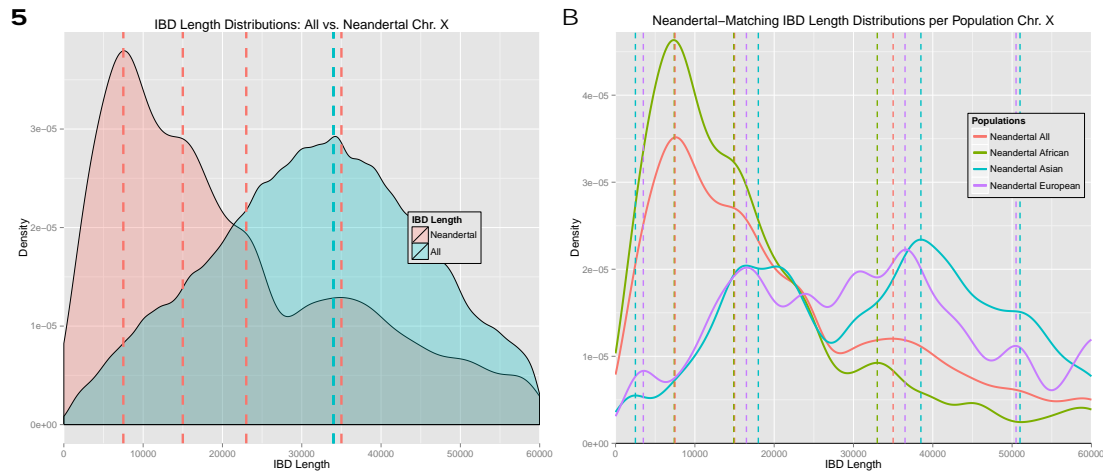 5
IBD Length Distributions: All vs. Neandertal Chr. X
Density
3e−05
2e−05
1e−05
0e+00
IBD Length
Neandertal
All
0 10000 20000 30000 40000 50000 60000
IBD Length
B
Neandertal−Matching IBD Length Distributions per Population Chr. X
Density
4e−05
3e−05
2e−05
1e−05
0e+00
Populations
Neandertal All
Neandertal African
Neandertal Asian
Neandertal European
0 10000 20000 30000 40000 50000 60000
IBD Length